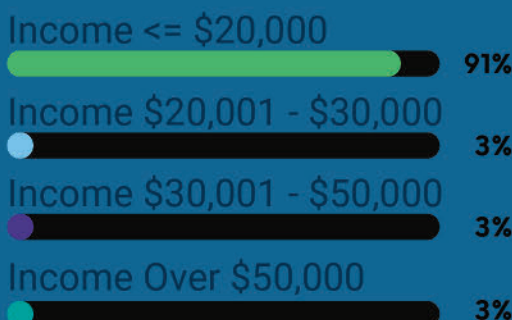 Income <= $20,000
91%
Income $20,001 - $30,000
3%
Income $30,001 - $50,000
3%
Income Over $50,000
3%